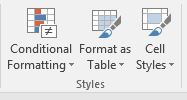 Conditional Formatting
Format as Table
Cell Styles
Styles